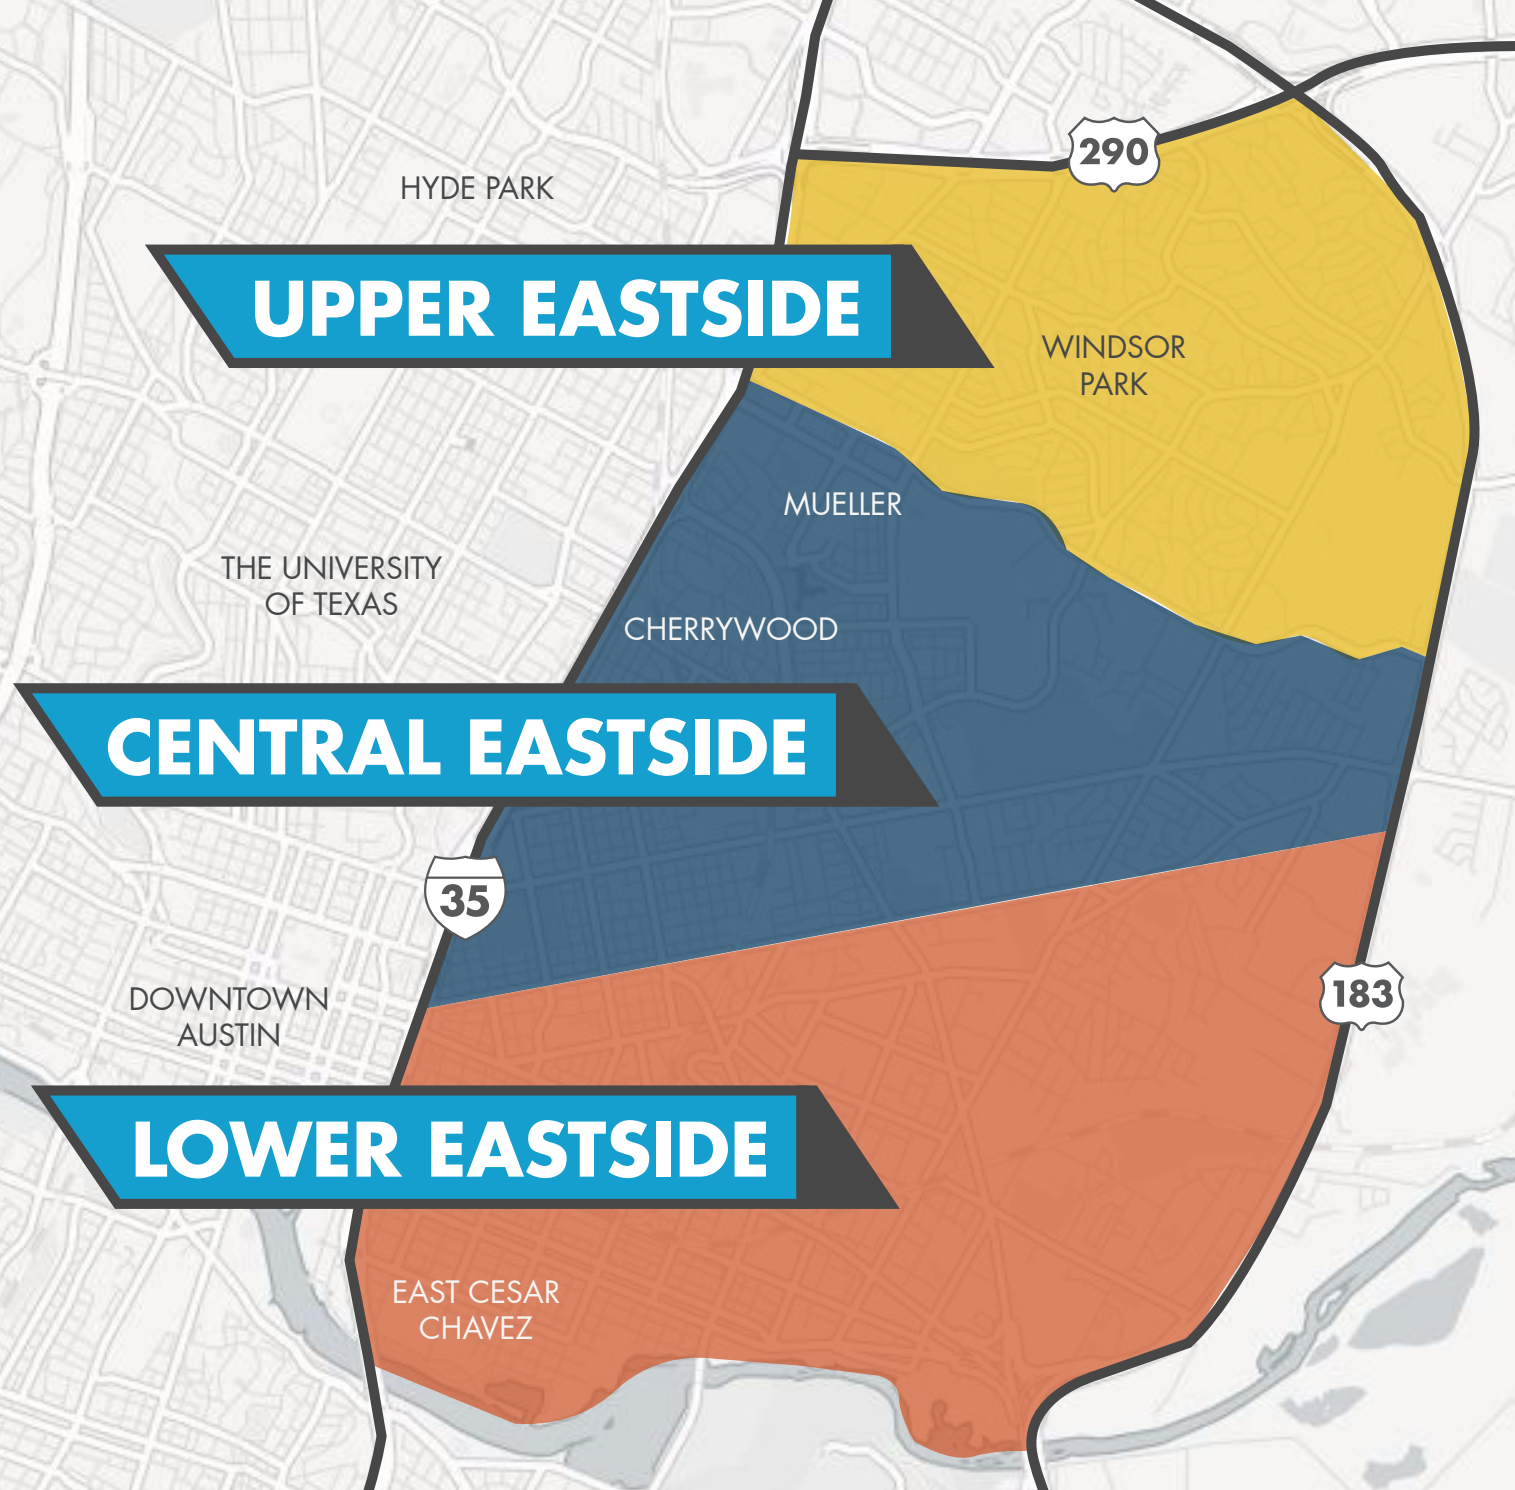 290
HYDE PARK
UPPER EASTSIDE
WINDSOR
PARK
MUELLER
THE UNIVERSITY
OF TEXAS
CHERRYWOOD
CENTRAL EASTSIDE
35
183
DOWNTOWN
AUSTIN
LOWER EASTSIDE
EAST CESAR
CHAVEZ